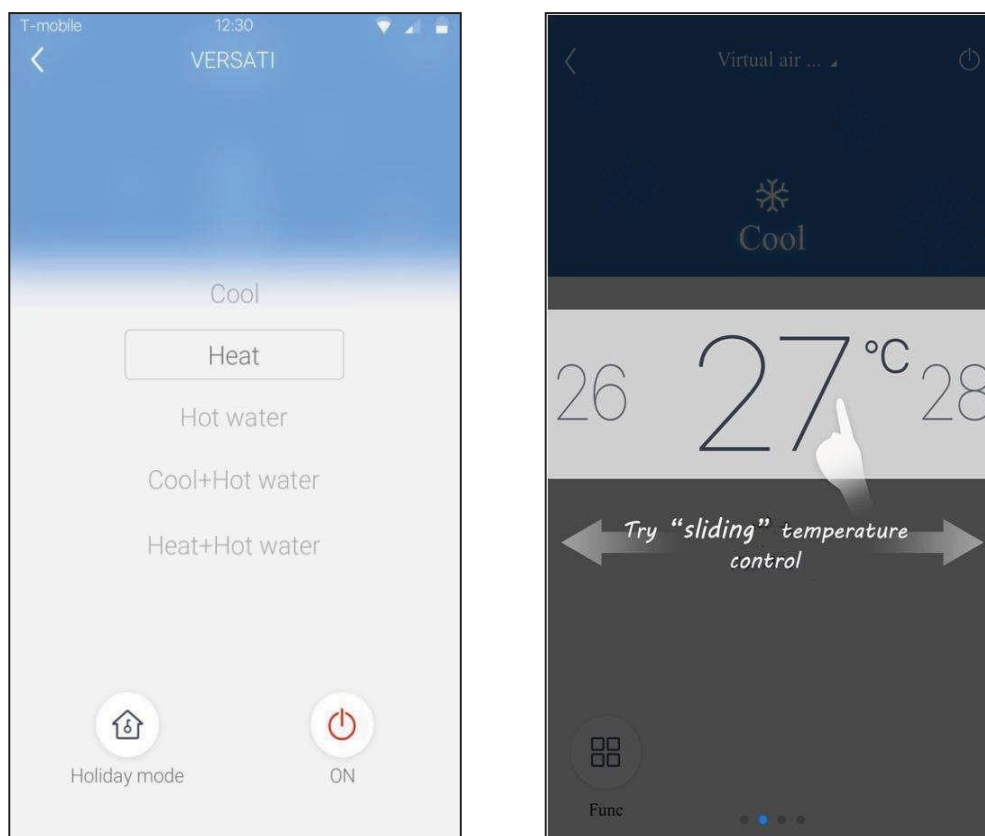 T-mobile 12:30
VERSATI
Cool
Heat
Hot water
Cool+Hot water
Heat+Hot water
Holiday mode ON
Virtual air ...
Cool
26 27 °C 28
Try “sliding” temperature
control
Func